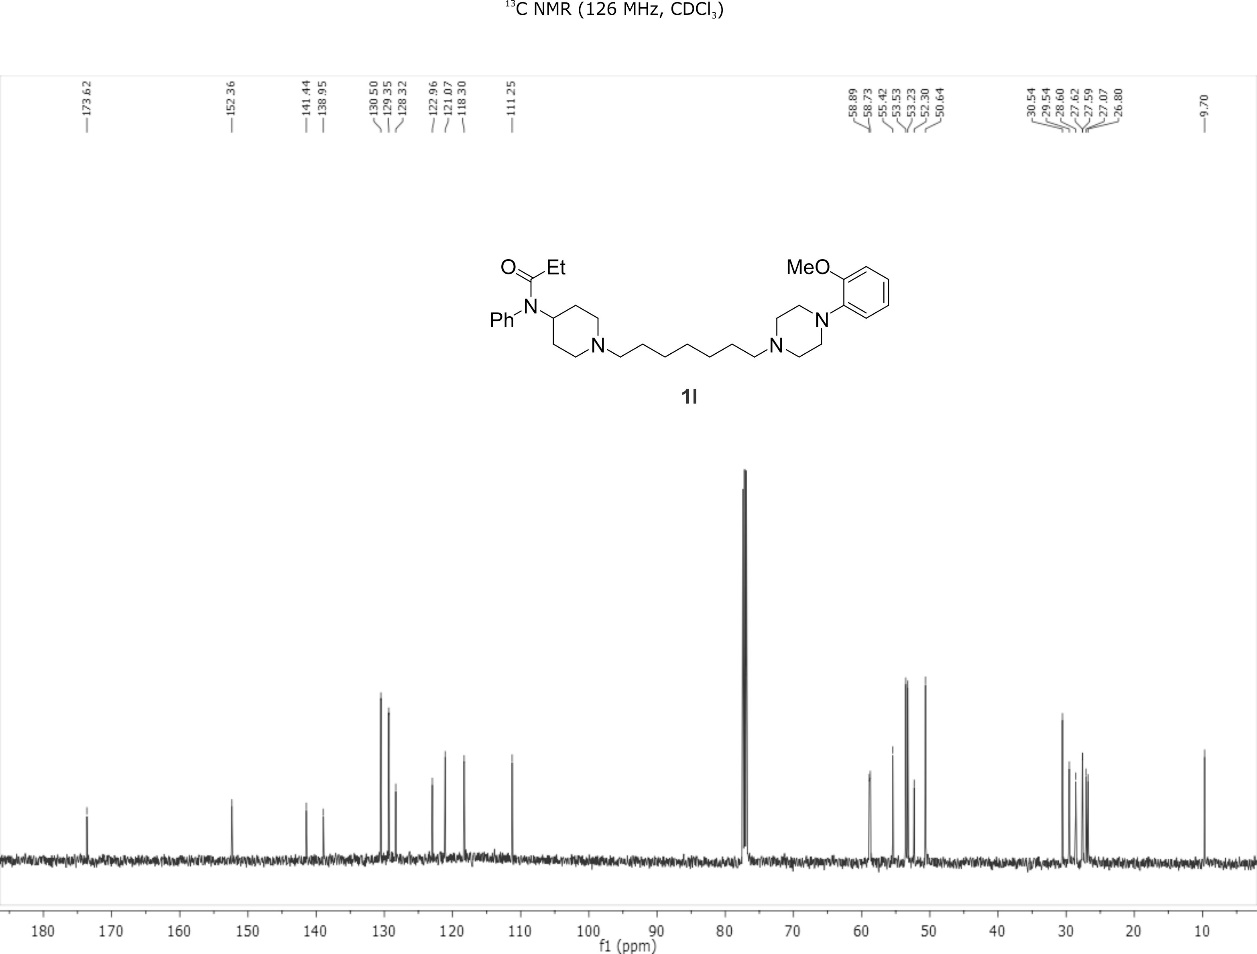 ¹³C NMR (126 MHz, CDCl₃)
173.62
152.36
141.44
138.95
130.50
129.35
128.32
122.96
121.07
118.30
111.25
58.89
58.73
55.42
53.53
53.23
52.30
50.64
30.54
29.54
28.60
27.62
27.59
27.07
26.80
9.70
O Et
N
Ph
N
MeO
N
N
1l
180 170 160 150 140 130 120 110 100 90 80 70 60 50 40 30 20 10
f1 (ppm)